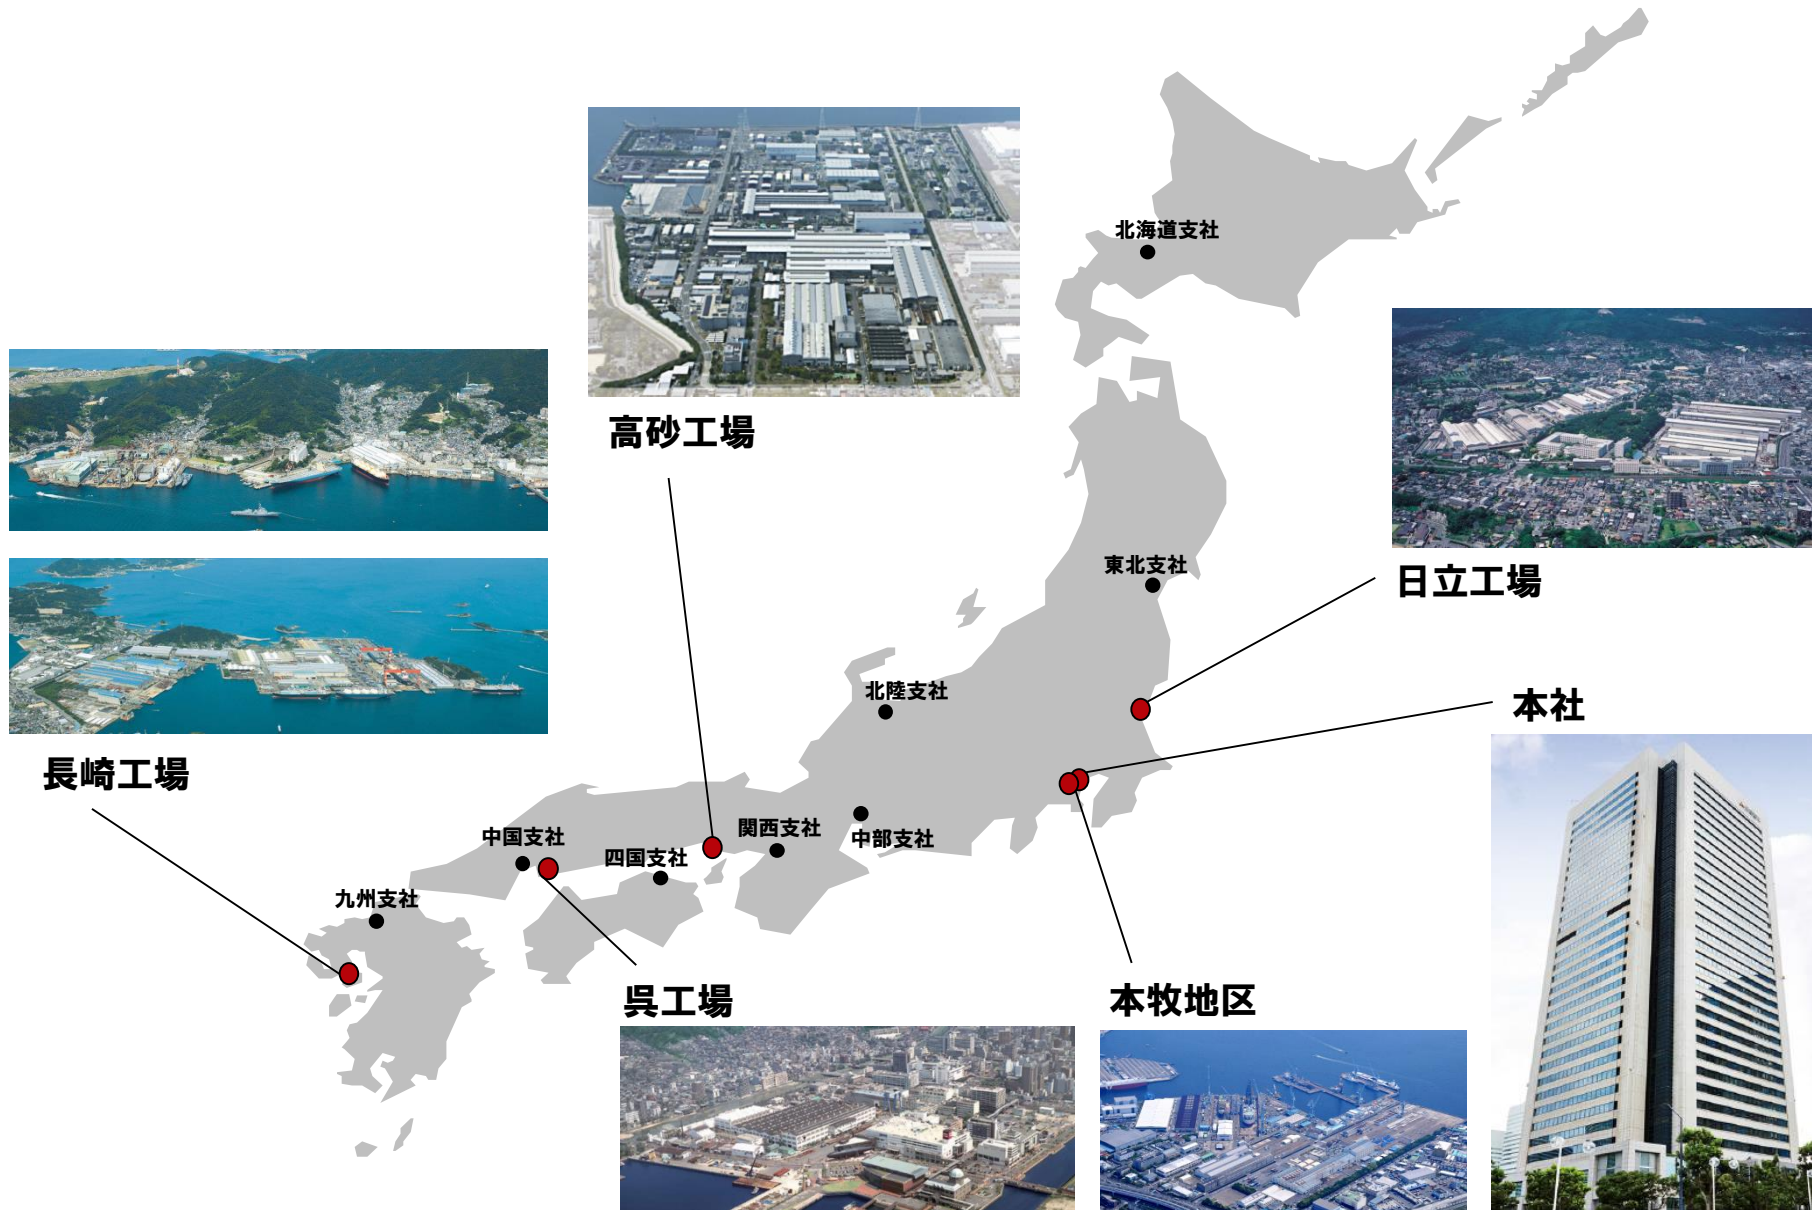 北海道支社
高砂工場
東北支社
日立工場
北陸支社
本社
長崎工場
中国支社
関西支社
中部支社
四国支社
九州支社
呉工場
本牧地区